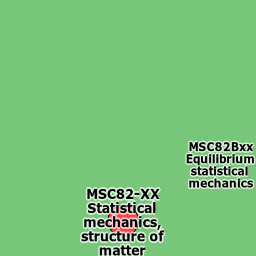 MSC82Bxx
Equilibrium
statistical
mechanics
MSC82-XX
Statistical
mechanics,
structure of
matter